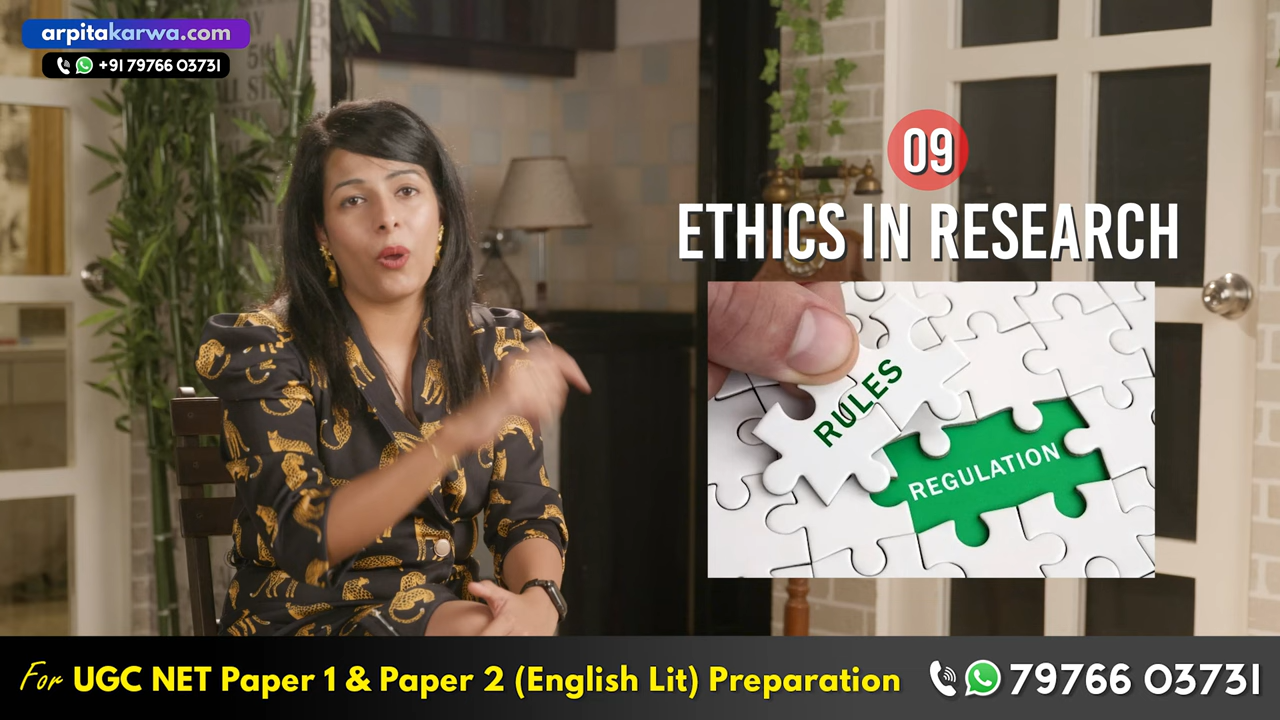 arpitakarwa.com
+91 79766 03731
09
ETHICS IN RESEARCH
RULES
REGULATION
For UGC NET Paper 1 & Paper 2 (English Lit) Preparation
79766 03731